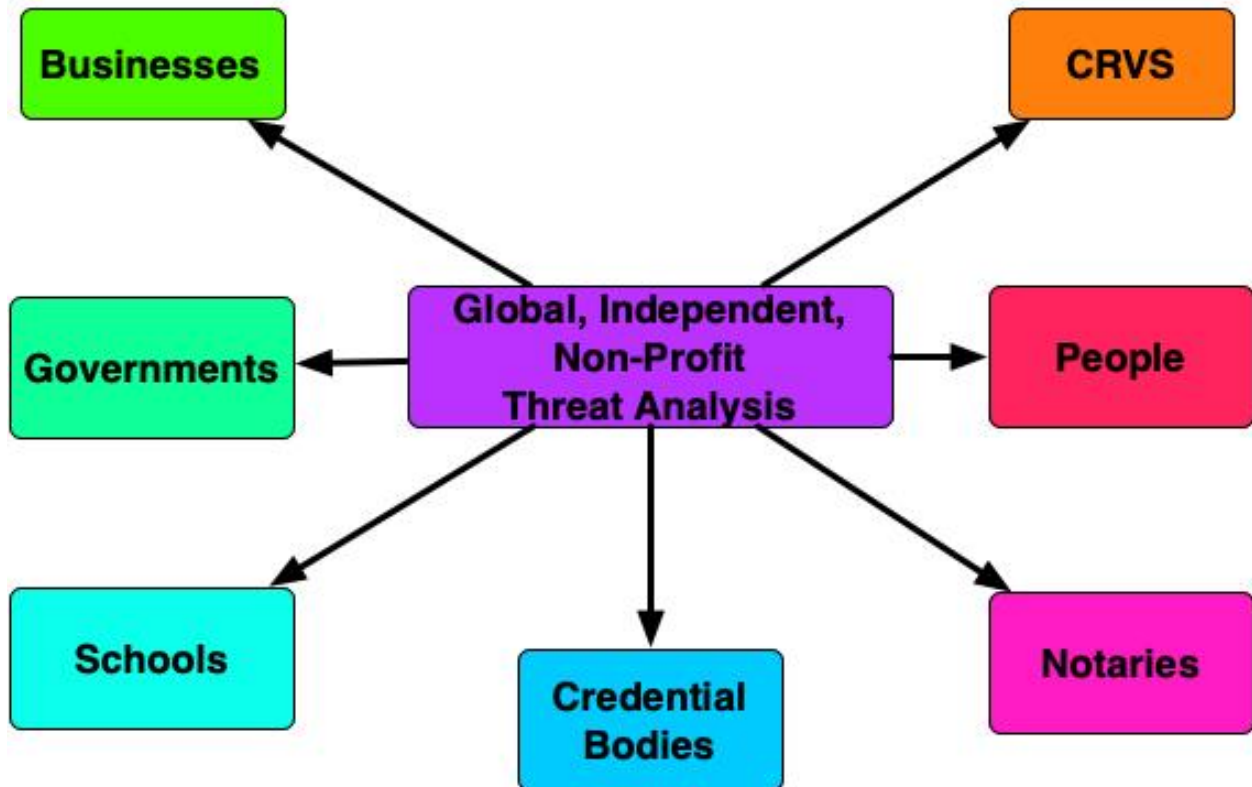 Businesses
CRVS
Global, Independent,
Non-Profit
Threat Analysis
Governments
People
Schools
Credential
Bodies
Notaries